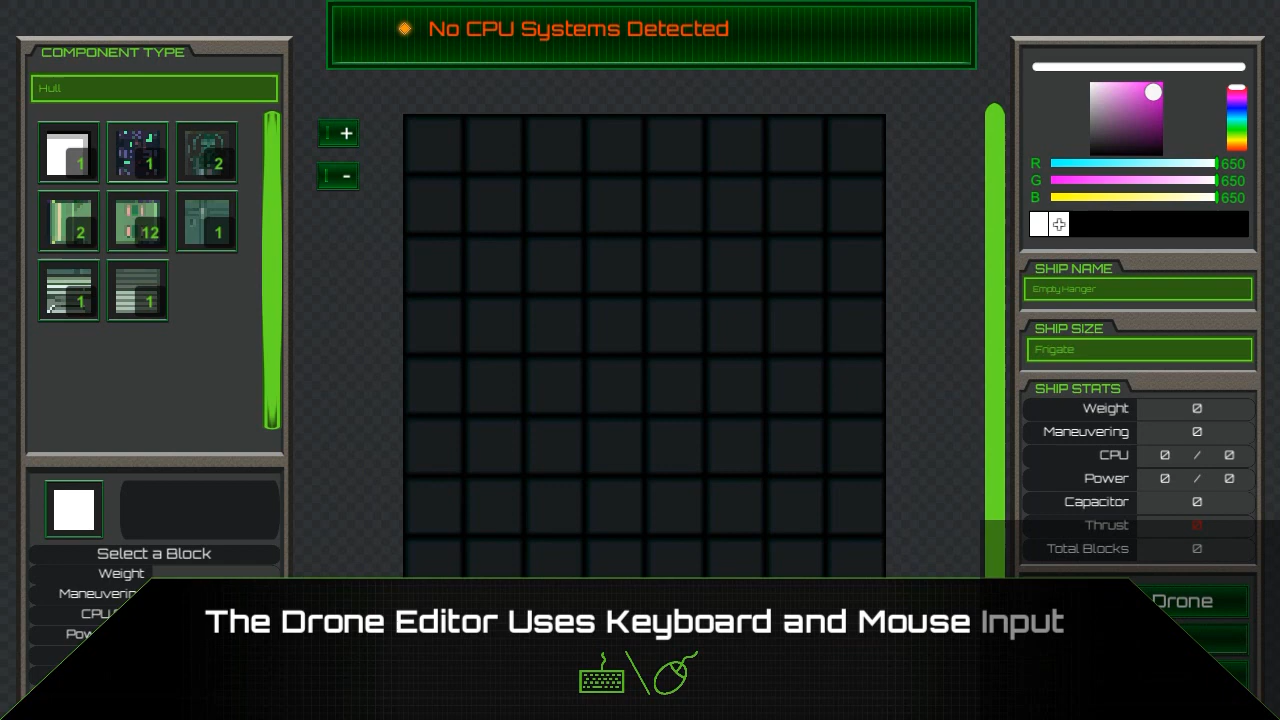 No CPU Systems Detected
COMPONENT TYPE
Hull
1
1
2
2
12
1
1
1
+
-
R 650
G 650
B 650
SHIP NAME
Empty Hanger
SHIP SIZE
Frigate
SHIP STATS
Weight 0
Maneuvering 0
CPU 0 / 0
Power 0 / 0
Capacitor 0
Thrust 0
Total Blocks 0
Select a Block
Weight
Drone
The Drone Editor Uses Keyboard and Mouse Input